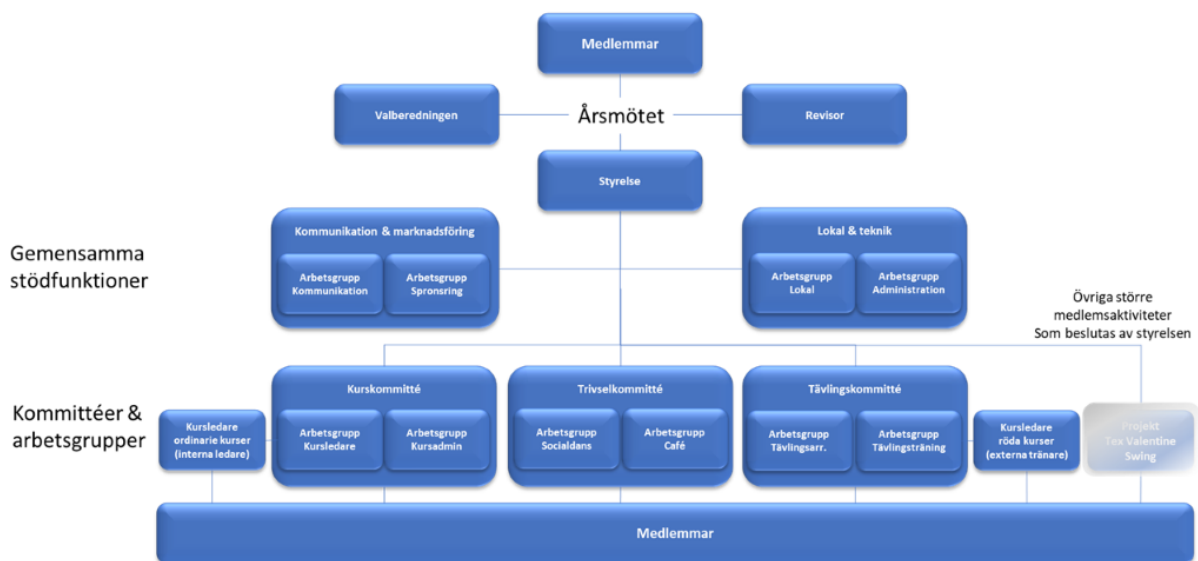 Medlemmar
Valberedningen
Årsmötet
Revisor
Styrelse
Gemensamma
stödfunktioner
Kommunikation & marknadsföring
Arbetsgrupp
Kommunikation
Arbetsgrupp
Spronsring
Lokal & teknik
Arbetsgrupp
Lokal
Arbetsgrupp
Administration
Övriga större
medlemsaktiviteter
Som beslutas av styrelsen
Kommittéer &
arbetsgrupper
Kursledare
ordinarie kurser
(interna ledare)
Kurskommitté
Arbetsgrupp
Kursledare
Arbetsgrupp
Kursadmin
Trivselkommitté
Arbetsgrupp
Socialdans
Arbetsgrupp
Café
Tävlingskommitté
Arbetsgrupp
Tävlingsarr.
Arbetsgrupp
Tävlingsträning
Kursledare
röda kurser
(externa tränare)
Projekt
Tex Valentine
Swing
Medlemmar